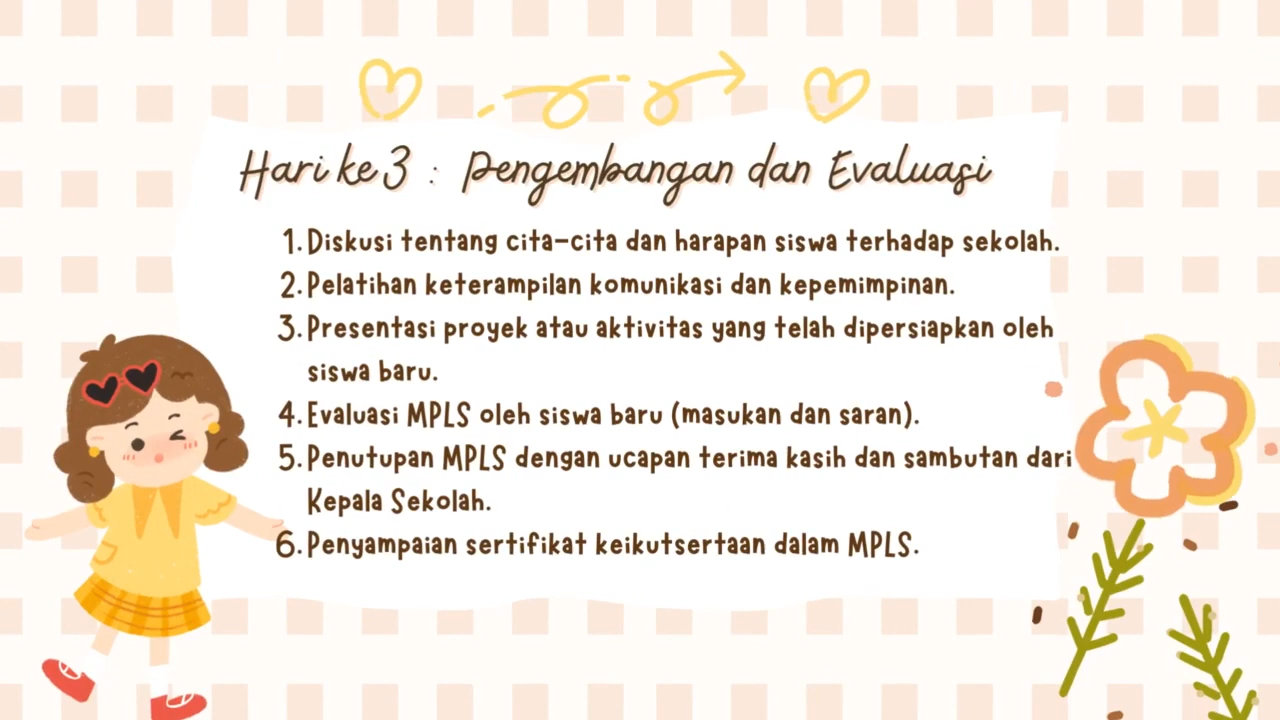 Hari ke 3 : Pengembangan dan Evaluasi
1. Diskusi tentang cita-cita dan harapan siswa terhadap sekolah.
2. Pelatihan keterampilan komunikasi dan kepemimpinan.
3. Presentasi proyek atau aktivitas yang telah dipersiapkan oleh
siswa baru.
4. Evaluasi MPLS oleh siswa baru (masukan dan saran).
5. Penutupan MPLS dengan ucapan terima kasih dan sambutan dari
Kepala Sekolah.
6. Penyampaian sertifikat keikutsertaan dalam MPLS.